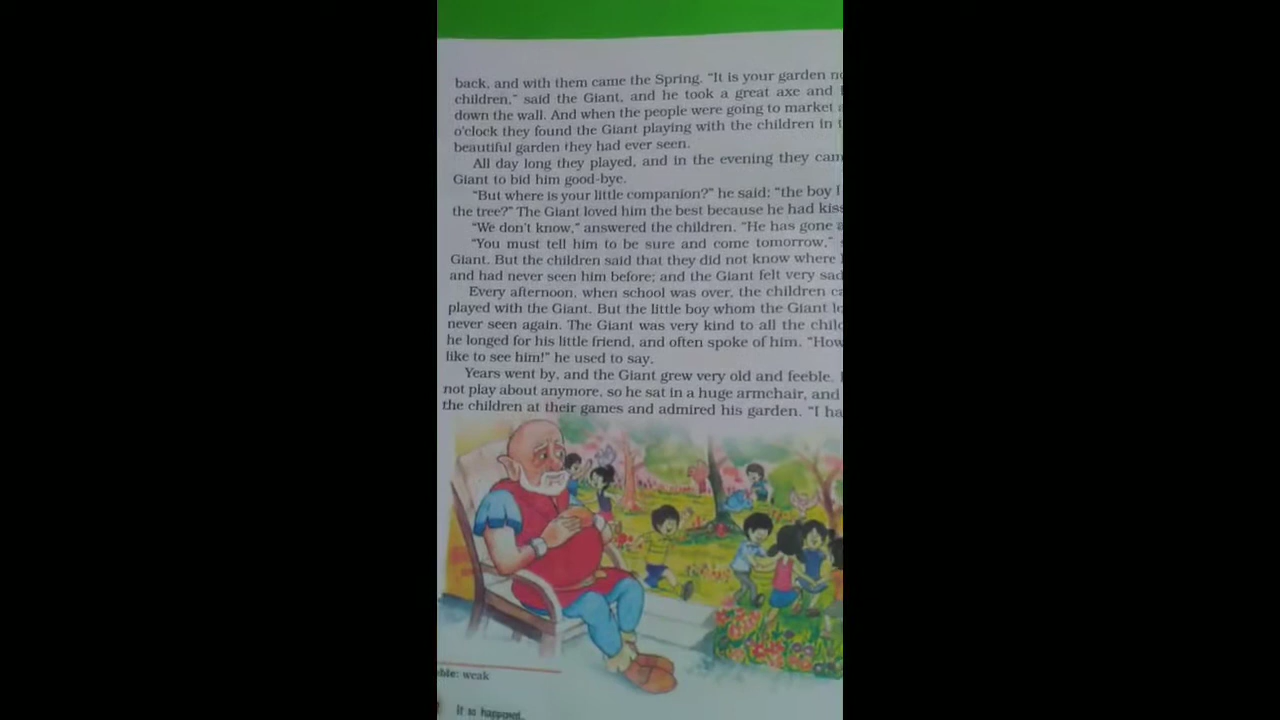 back, and with them came the Spring. “It is your garden
children,” said the Giant, and he took a great axe and
down the wall. And when the people were going to market
o’clock they found the Giant playing with the children in
beautiful garden they had ever seen.
All day long they played, and in the evening they
Giant to bid him good-bye.
“But where is your little companion?” he said; “the boy I
the tree?” The Giant loved him the best because he had
“We don’t know,” answered the children. “He has gone
“You must tell him to be sure and come tomorrow,”
Giant. But the children said that they did not know where
and had never seen him before; and the Giant felt very sad
Every afternoon, when school was over, the children
played with the Giant. But the little boy whom the Giant
never seen again. The Giant was very kind to all the
he longed for his little friend, and often spoke of him. “How
like to see him!” he used to say.
Years went by, and the Giant grew very old and feeble.
not play about anymore, so he sat in a huge armchair, and
the children at their games and admired his garden. “I
weak
It so happened...